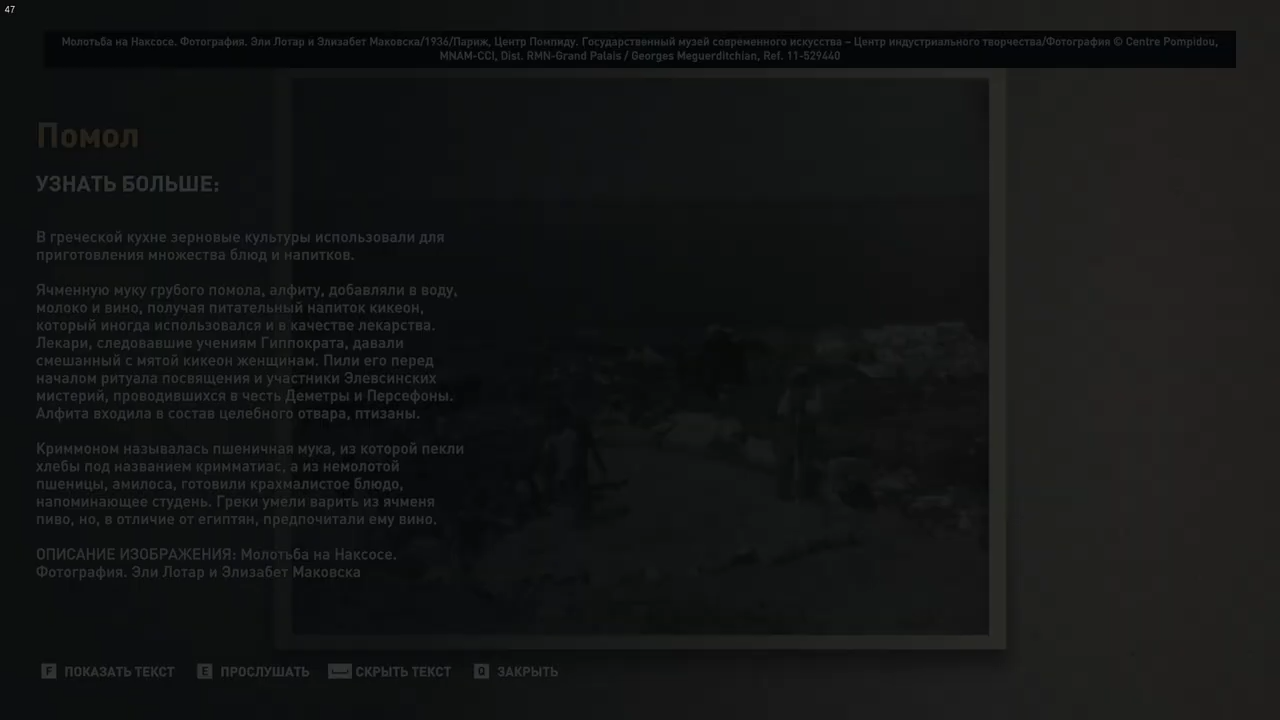 47
Молотьба на Наксосе. Фотография. Эли Лотар и Элизабет Маковска/1936/Париж, Центр Помпиду. Государственный музей современного искусства – Центр индустриального творчества/Фотография © Centre Pompidou,
MNAM-CCI, Dist. RMN-Grand Palais / Georges Meguerditchian, Ref. 11-529440
Помол
УЗНАТЬ БОЛЬШЕ:
В греческой кухне зерновые культуры использовали для
приготовления множества блюд и напитков.
Ячменную муку грубого помола, алфиту, добавляли в воду,
молоко и вино, получая питательный напиток кикеон,
который иногда использовался и в качестве лекарства.
Лекари, следовавшие учениям Гиппократа, давали
смешанный с мятой кикеон женщинам. Пили его перед
началом ритуала посвящения и участники Элевсинских
мистерий, проводившихся в честь Деметры и Персефоны.
Алфита входила в состав целебного отвара, птизаны.
Криммоном называлась пшеничная мука, из которой пекли
хлебы под названием кримматиас, а из немолотой
пшеницы, амилоса, готовили крахмалистое блюдо,
напоминающее студень. Греки умели варить из ячменя
пиво, но, в отличие от египтян, предпочитали ему вино.
ОПИСАНИЕ ИЗОБРАЖЕНИЯ: Молотьба на Наксосе.
Фотография. Эли Лотар и Элизабет Маковска
F ПОКАЗАТЬ ТЕКСТ E ПРОСЛУШАТЬ СКРЫТЬ ТЕКСТ Q ЗАКРЫТЬ